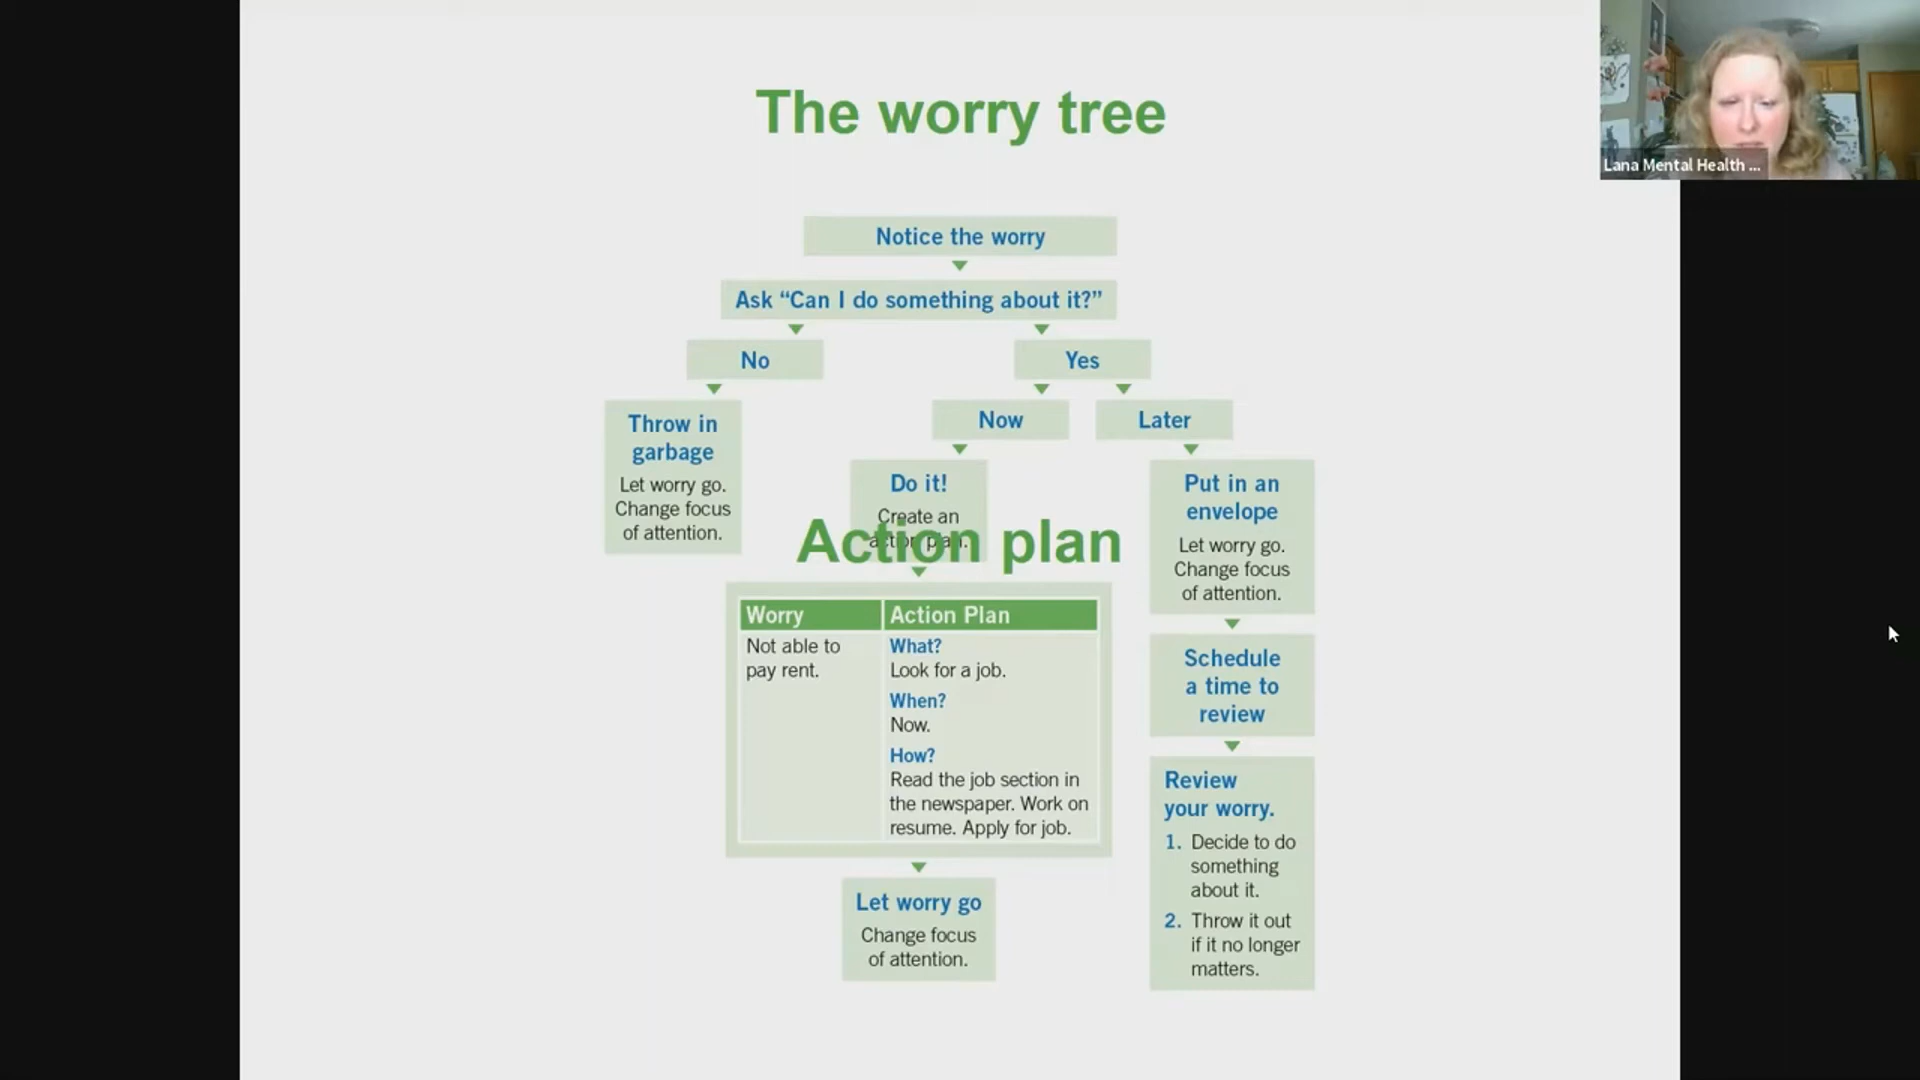 The worry tree
Lana Mental Health ...
Notice the worry
Ask “Can I do something about it?”
No
Yes
Throw in
garbage
Let worry go.
Change focus
of attention.
Now
Later
Do it!
Create an
action plan.
Action plan
Put in an
envelope
Let worry go.
Change focus
of attention.
Worry
Action Plan
Not able to
pay rent.
What?
Look for a job.
When?
Now.
How?
Read the job section in
the newspaper. Work on
resume. Apply for job.
Let worry go
Change focus
of attention.
Schedule
a time to
review
Review
your worry.
1. Decide to do
something
about it.
2. Throw it out
if it no longer
matters.